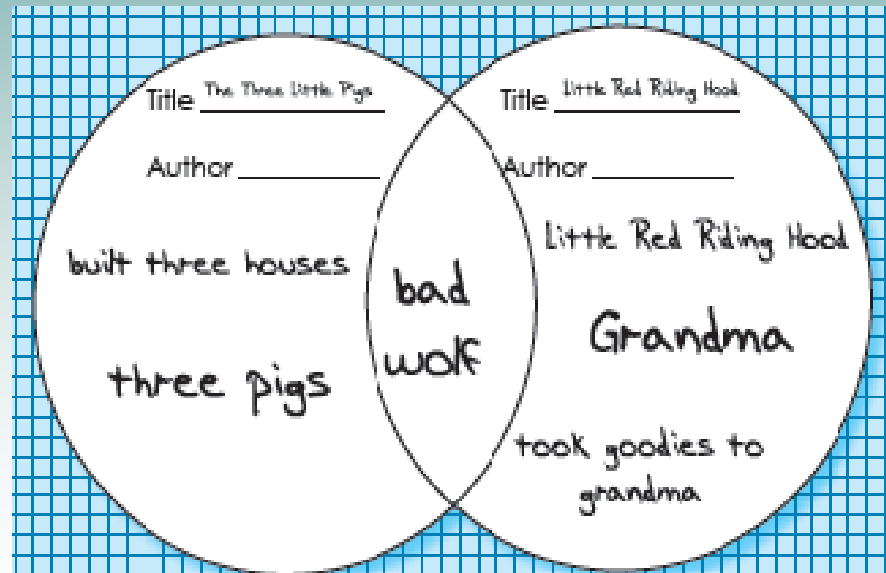 Title The Three Little Pigs
Author
built three houses
three pigs
bad
wolf
Title Little Red Riding Hood
Author
Little Red Riding Hood
Grandma
took goodies to
grandma